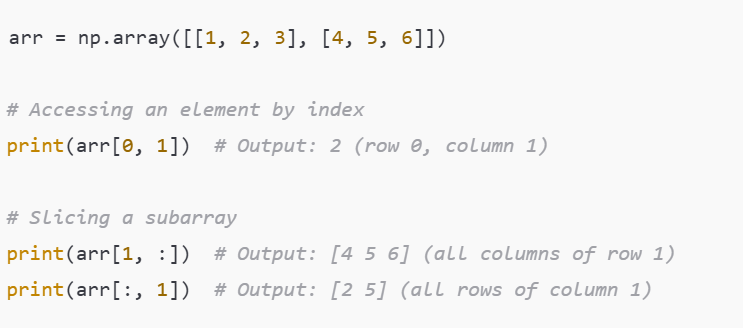 arr = np.array([[1, 2, 3], [4, 5, 6]])
# Accessing an element by index
print(arr[0, 1])  # Output: 2 (row 0, column 1)
# Slicing a subarray
print(arr[1, :])  # Output: [4 5 6] (all columns of row 1)
print(arr[:, 1])  # Output: [2 5] (all rows of column 1)